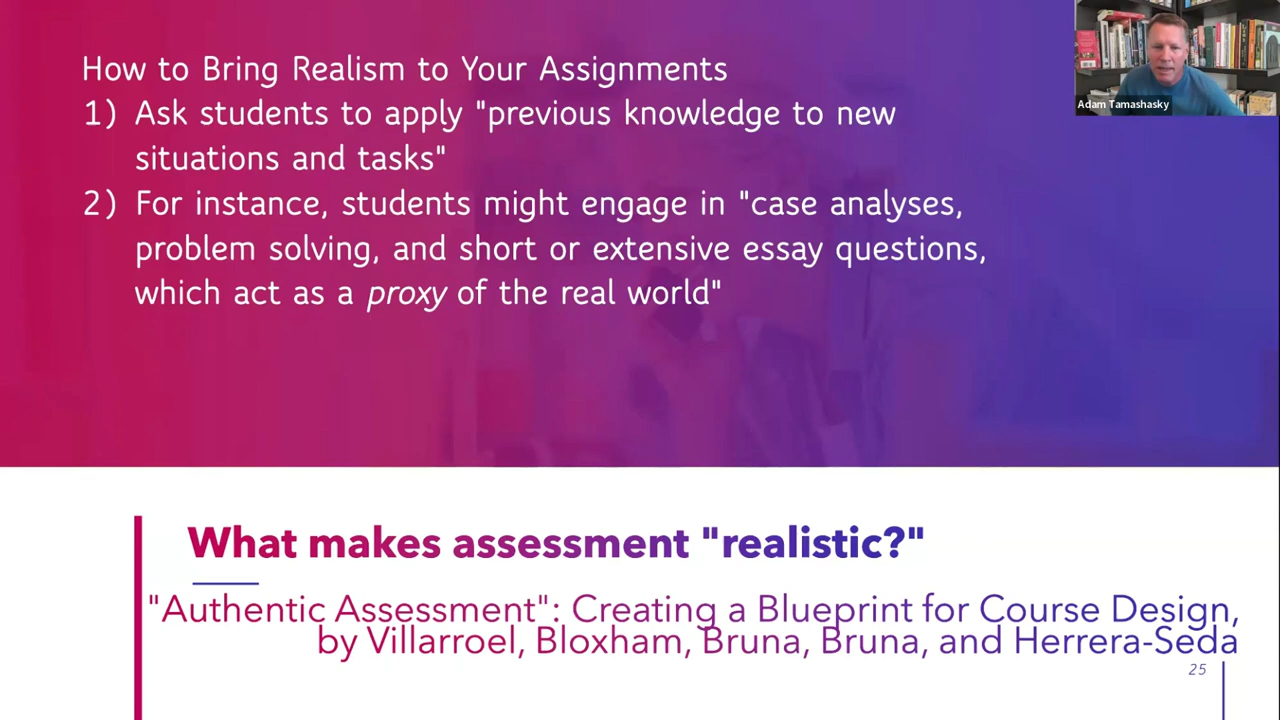 How to Bring Realism to Your Assignments
1) Ask students to apply "previous knowledge to new
situations and tasks"
2) For instance, students might engage in "case analyses,
problem solving, and short or extensive essay questions,
which act as a proxy of the real world"
Adam Tamashasky
What makes assessment "realistic?"
"Authentic Assessment": Creating a Blueprint for Course Design,
by Villarroel, Bloxham, Bruna, Bruna, and Herrera-Seda
25